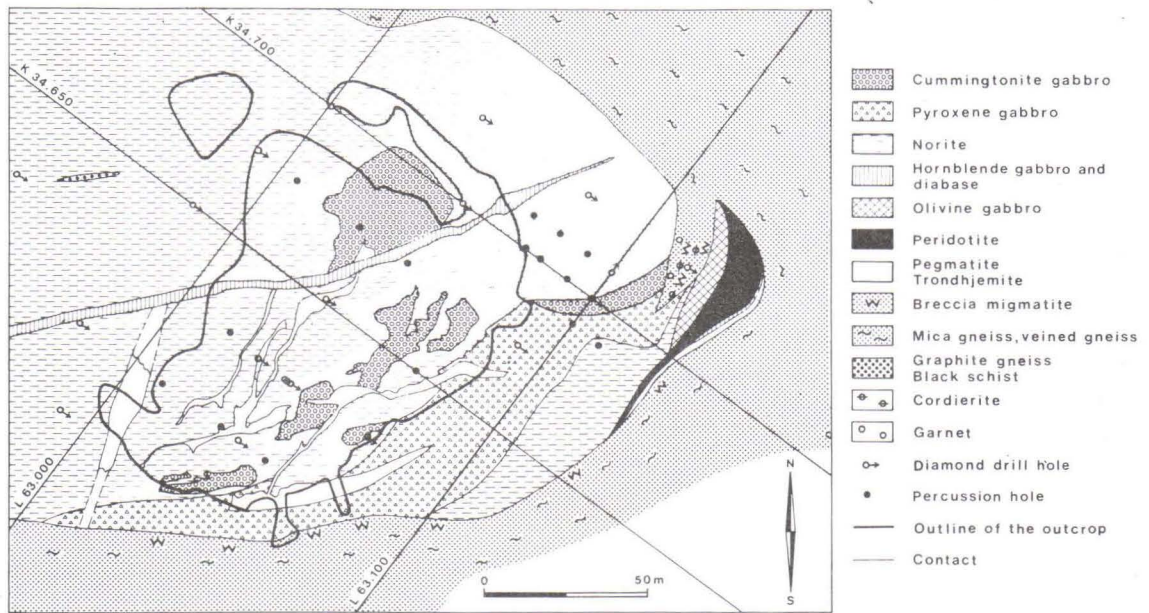 K 34.700
K 34.650
L 63.000
L 63.100
0 50 m
N
S
Cummingtonite gabbro
Pyroxene gabbro
Norite
Hornblende gabbro and
diabase
Olivine gabbro
Peridotite
Pegmatite
Trondhjemite
Breccia migmatite
Mica gneiss, veined gneiss
Graphite gneiss
Black schist
Cordierite
Garnet
Diamond drill hole
Percussion hole
Outline of the outcrop
Contact